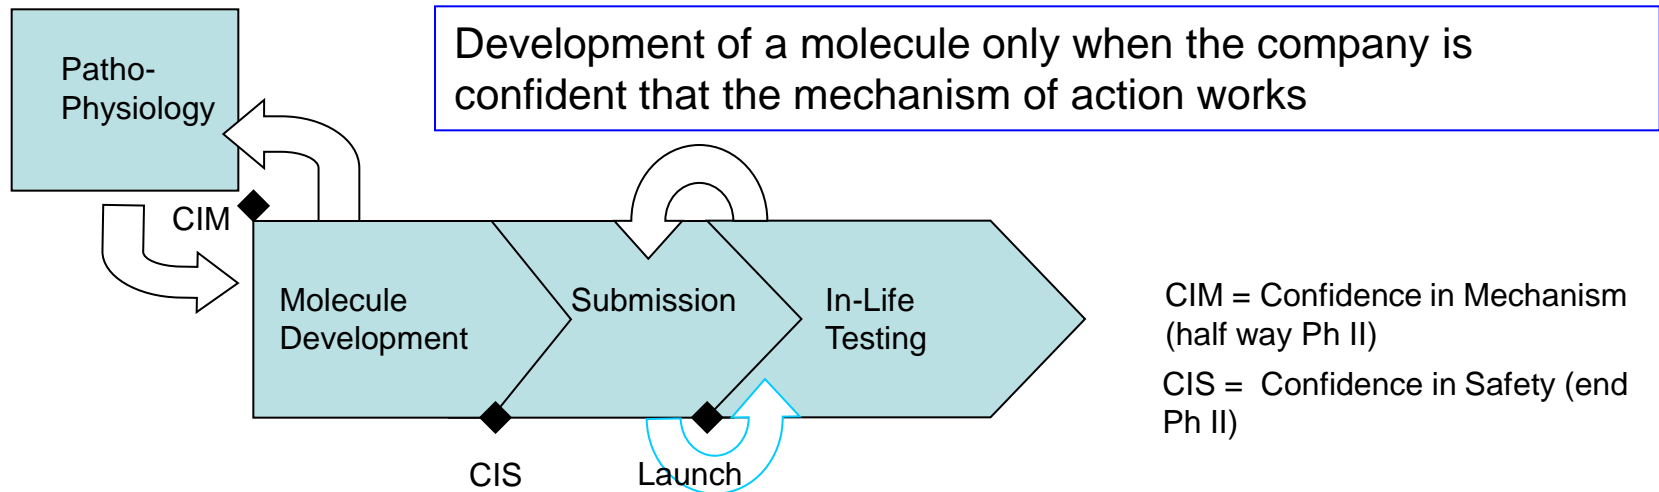 Patho-
Physiology
Development of a molecule only when the company is
confident that the mechanism of action works
CIM
Molecule
Development
Submission
In-Life
Testing
CIM = Confidence in Mechanism
(half way Ph II)
CIS =  Confidence in Safety (end
Ph II)
CIS
Launch